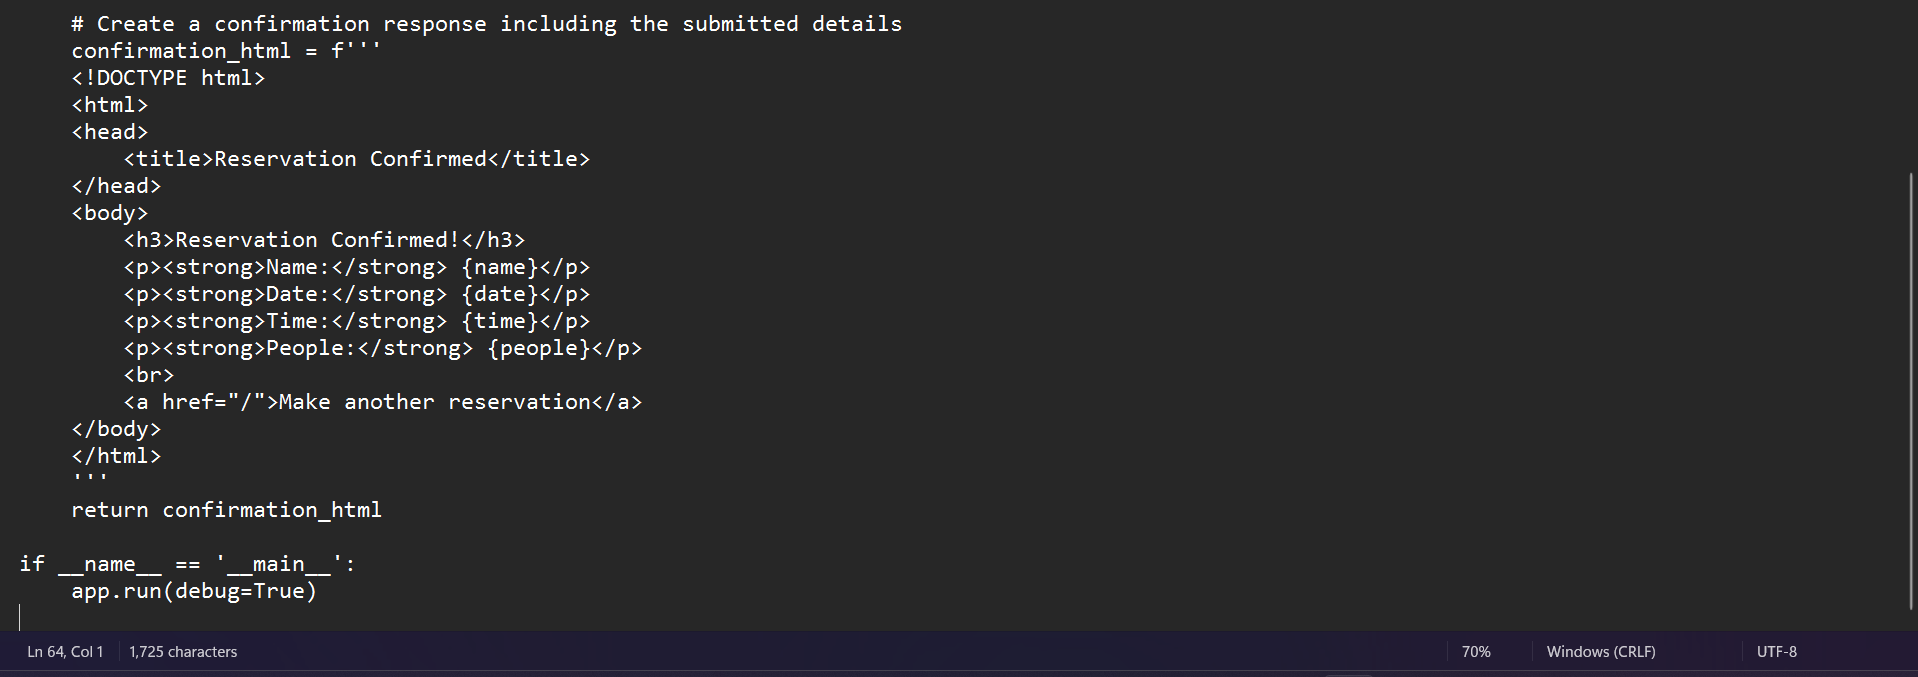 # Create a confirmation response including the submitted details
confirmation_html = f'''
<!DOCTYPE html>
<html>
<head>
<title>Reservation Confirmed</title>
</head>
<body>
<h3>Reservation Confirmed!</h3>
<p><strong>Name:</strong> {name}</p>
<p><strong>Date:</strong> {date}</p>
<p><strong>Time:</strong> {time}</p>
<p><strong>People:</strong> {people}</p>
<br>
<a href="/">Make another reservation</a>
</body>
</html>
'''
return confirmation_html
if __name__ == '__main__':
app.run(debug=True)
Ln 64, Col 1 1,725 characters 70% Windows (CRLF) UTF-8